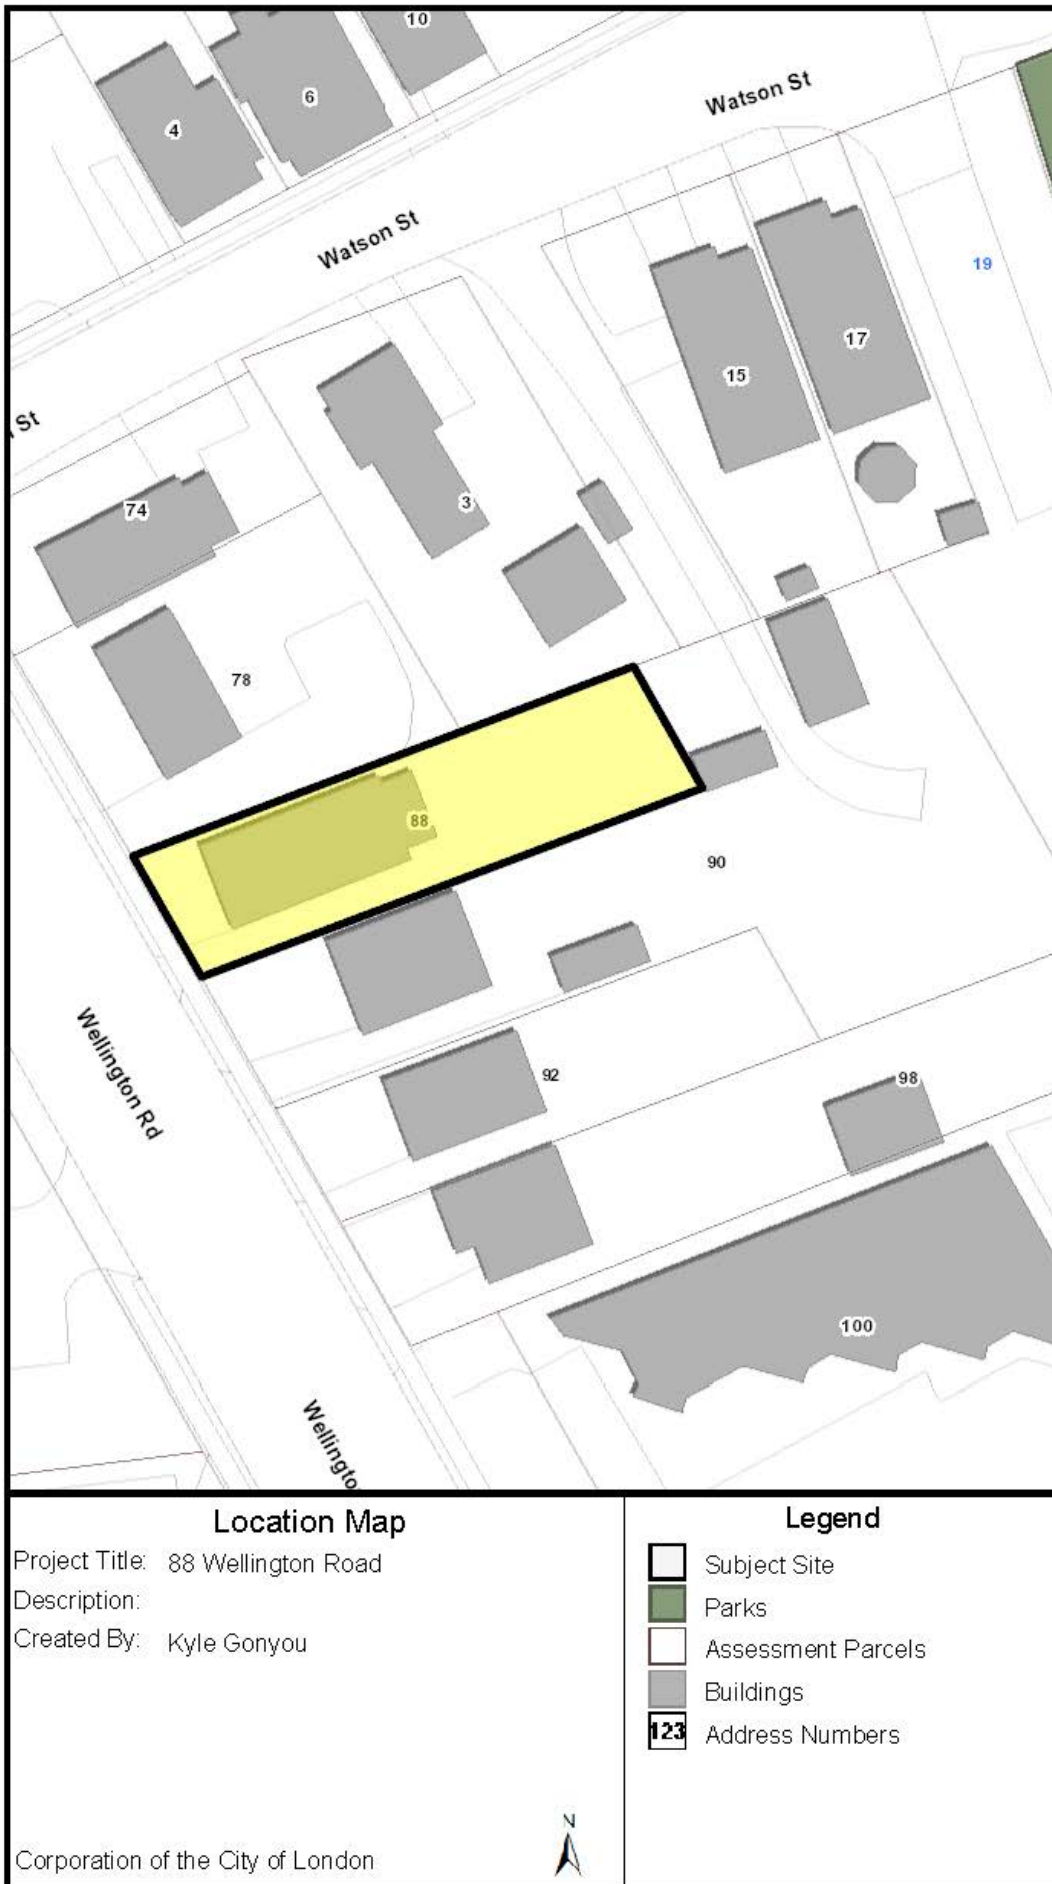 10
6
4
Watson St
Watson St
19
17
15
St
74
3
78
88
90
Wellington Rd
92
98
100
Wellingto
Location Map
Project Title: 88 Wellington Road
Description:
Created By: Kyle Gonyou
Corporation of the City of London
N
Legend
Subject Site
Parks
Assessment Parcels
Buildings
123 Address Numbers